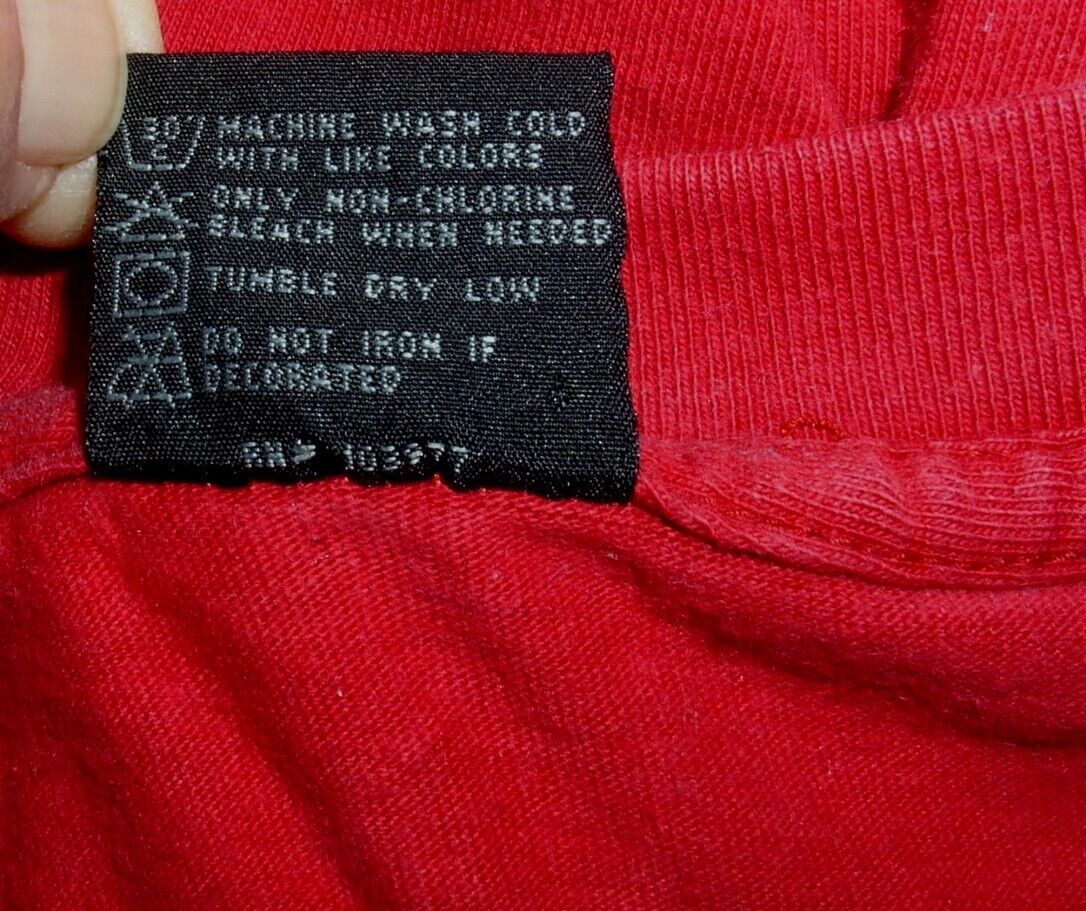 30 MACHINE WASH COLD
C WITH LIKE COLORS
ONLY NON-CHLORINE
BLEACH WHEN NEEDED
TUMBLE DRY LOW
DO NOT IRON IF
DECORATED
RN#